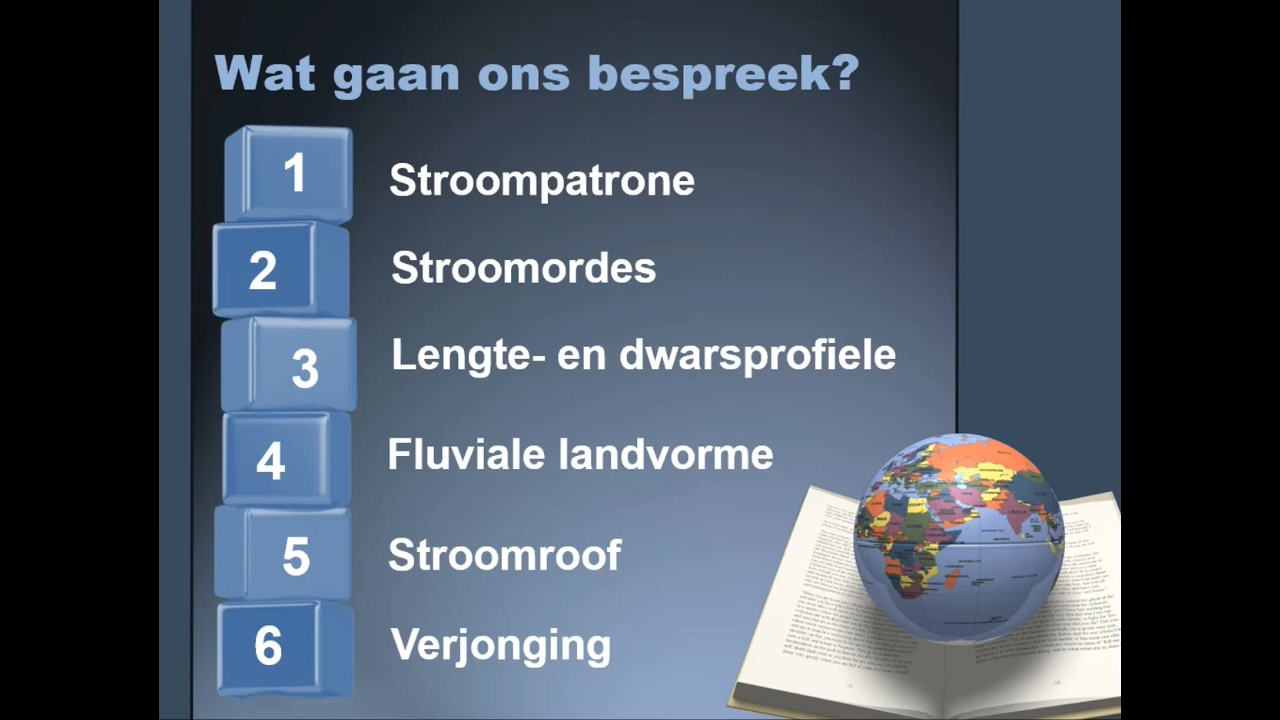 Wat gaan ons bespreek?
1 Stroompatrone
2 Stroomordes
3 Lengte- en dwarsprofiele
4 Fluviale landvorme
5 Stroomroof
6 Verjonging